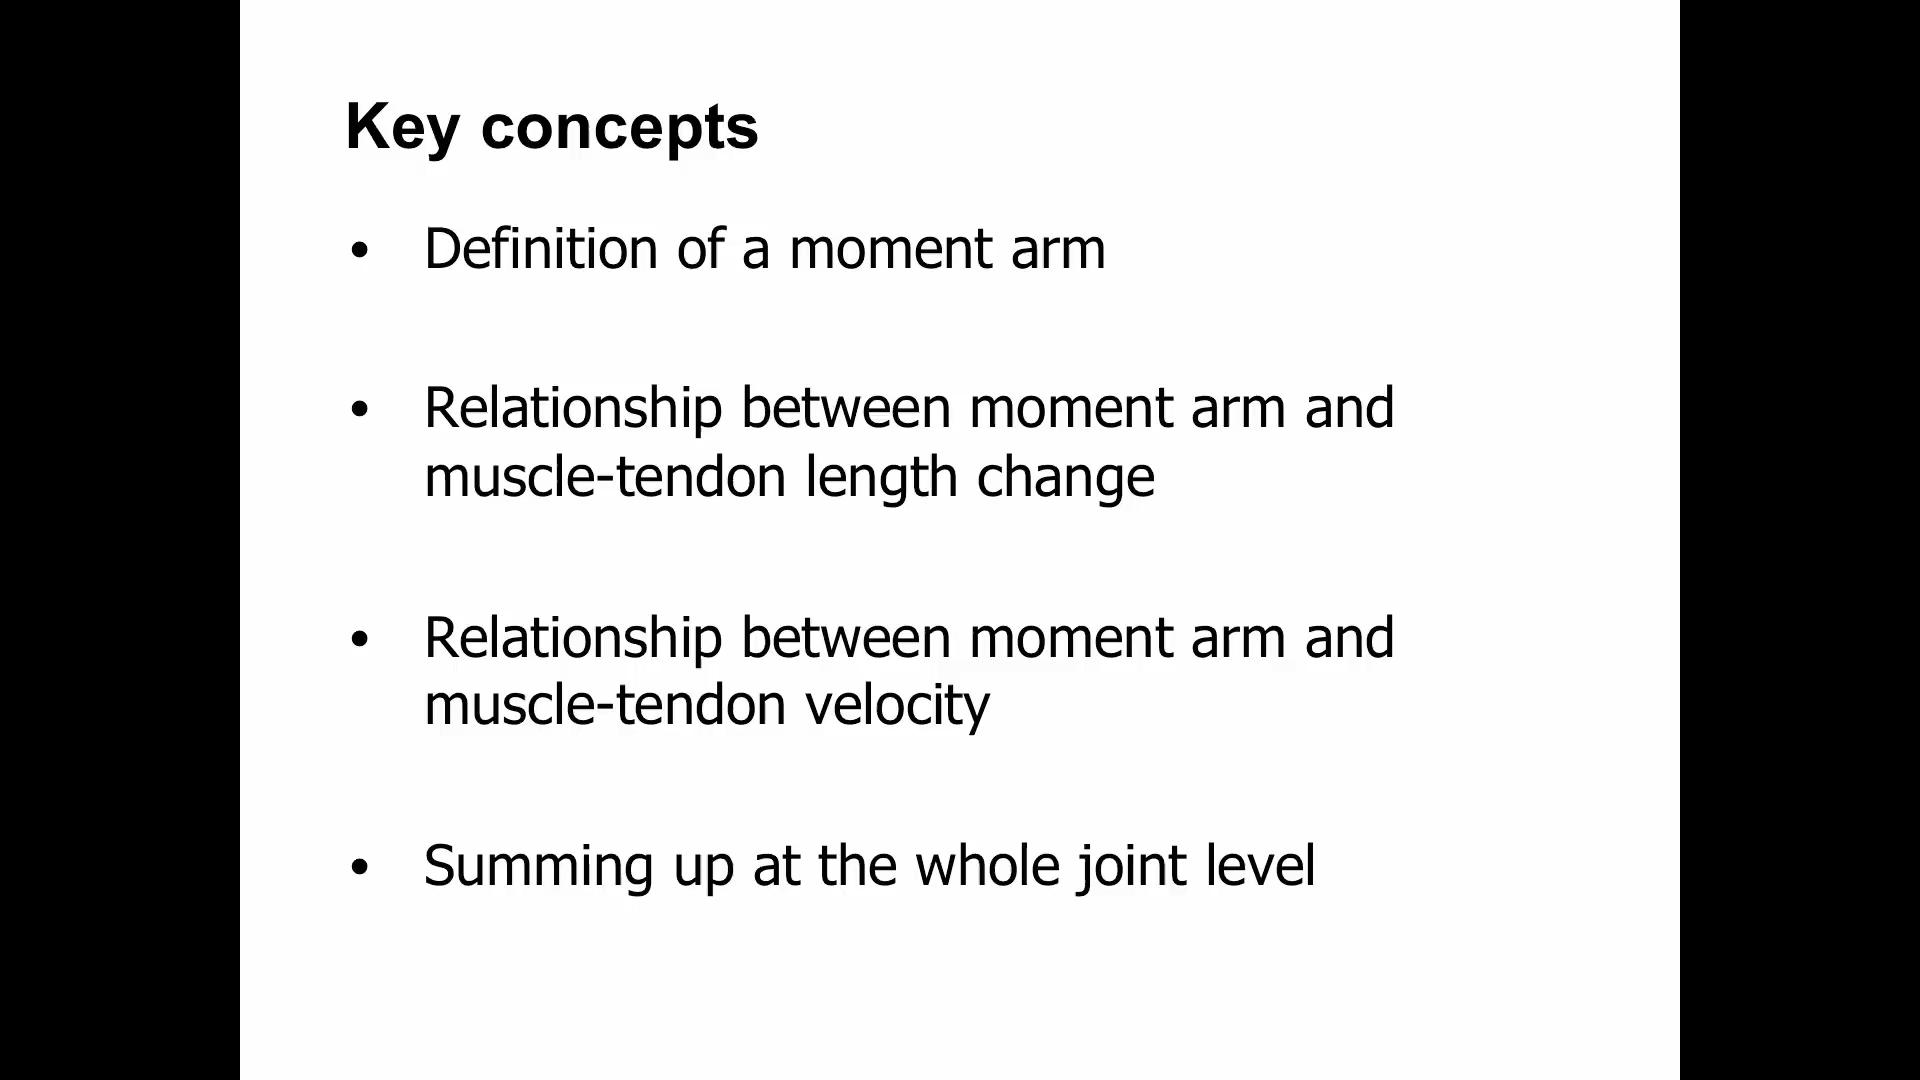 Key concepts
• Definition of a moment arm
• Relationship between moment arm and
muscle-tendon length change
• Relationship between moment arm and
muscle-tendon velocity
• Summing up at the whole joint level